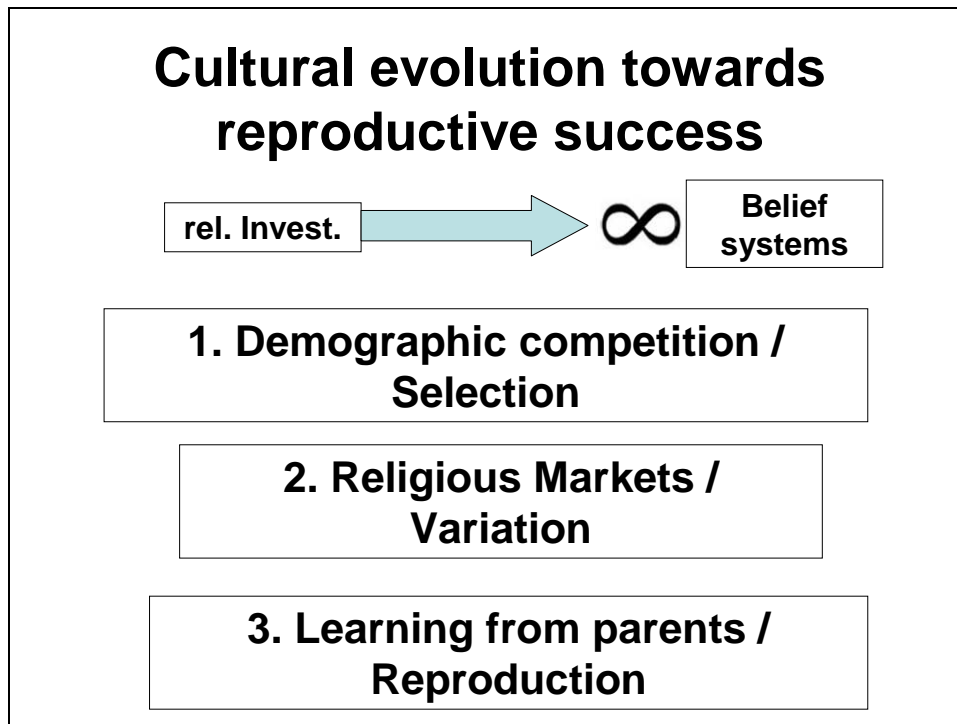 Cultural evolution towards
reproductive success
rel. Invest.
∞
Belief
systems
1. Demographic competition /
Selection
2. Religious Markets /
Variation
3. Learning from parents /
Reproduction